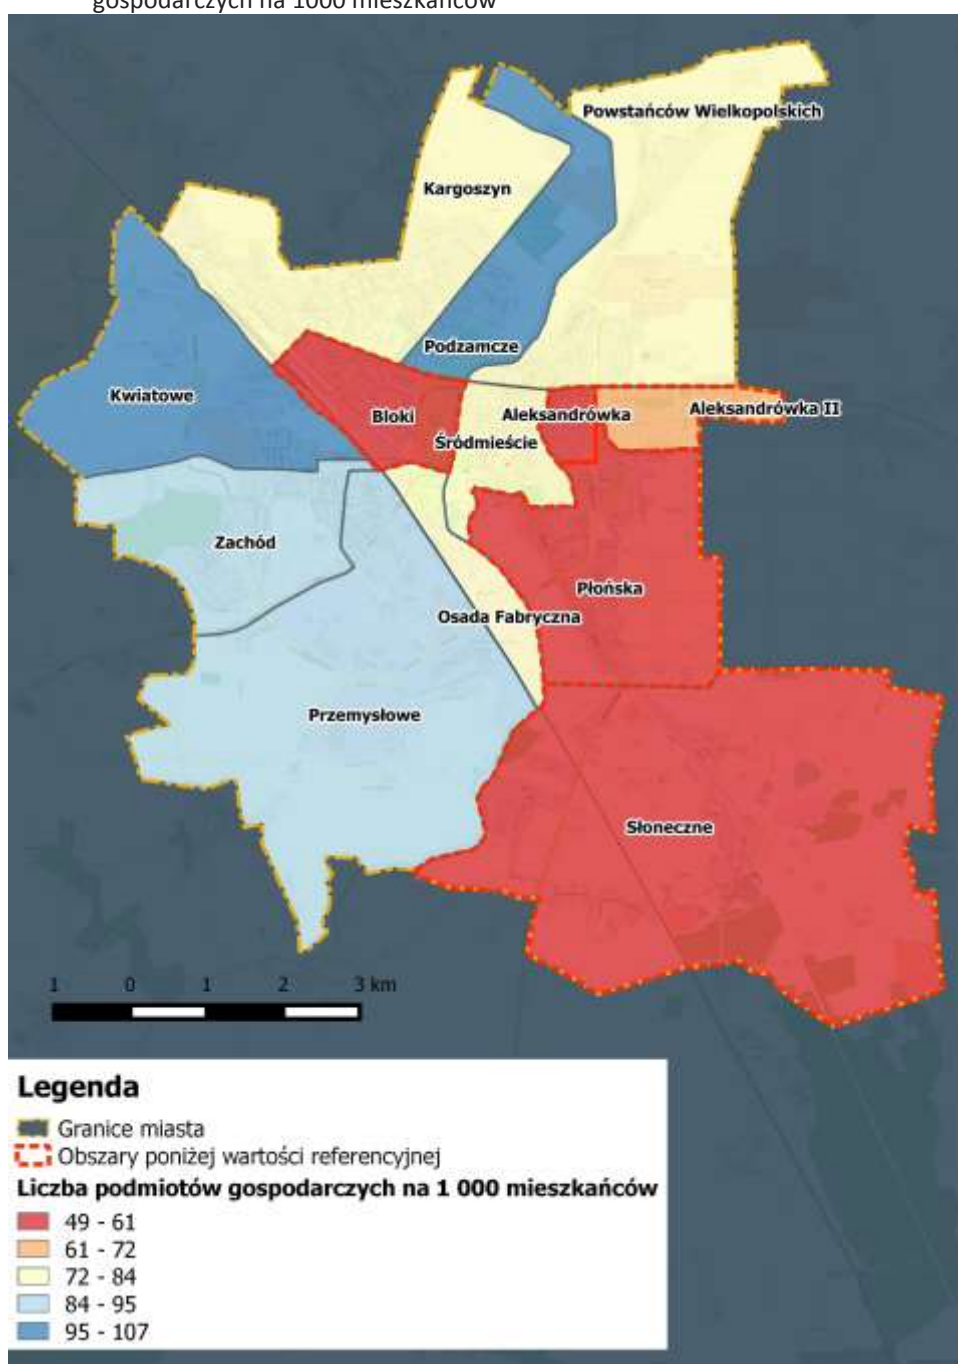 gospodarczych na 1000 mieszkańców
Powstańców Wielkopolskich
Kargoszyn
Podzamcze
Kwiatowe
Bloki
Aleksandrówka
Aleksandrówka II
Śródmieście
Zachód
Płońska
Osada Fabryczna
Przemysłowe
Słoneczne
1 0 1 2 3 km
Legenda
Granice miasta
Obszary poniżej wartości referencyjnej
Liczba podmiotów gospodarczych na 1 000 mieszkańców
49 - 61
61 - 72
72 - 84
84 - 95
95 - 107